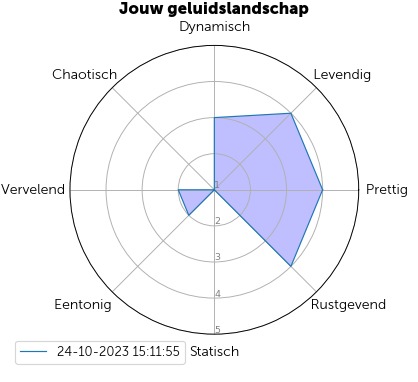 Jouw geluidslandschap
Dynamisch
Chaotisch
Levendig
Vervelend
1
Prettig
2
3
4
Eentonig
Rustgevend
5
24-10-2023 15:11:55
Statisch